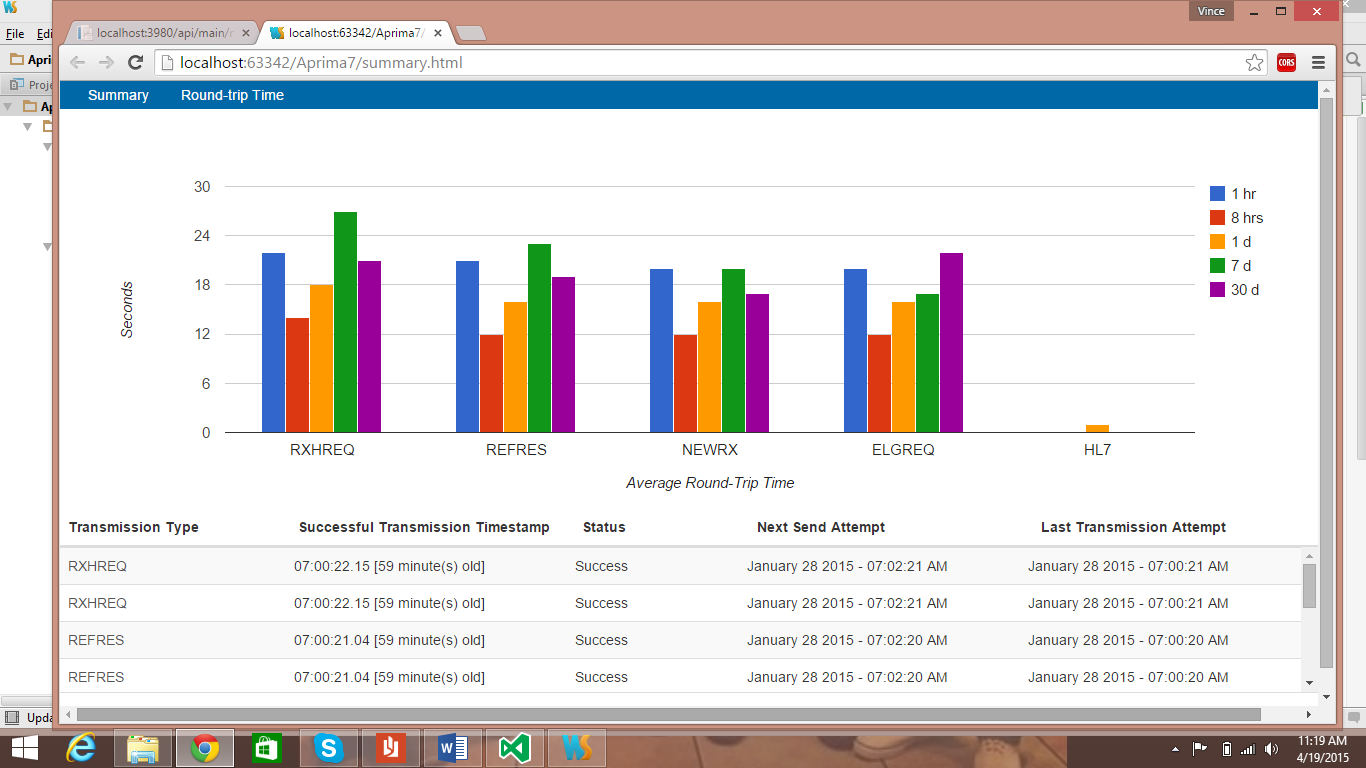 Vince
File Edi
localhost:3980/api/main/r
localhost:63342/Aprima7/
Apri
localhost:63342/Aprima7/summary.html
CORS
Proje
Summary Round-trip Time
Ap
30
24
18
12
6
0
Seconds
1 hr
8 hrs
1 d
7 d
30 d
RXHREQ REFRES NEWRX ELGREQ HL7
Average Round-Trip Time
Transmission Type Successful Transmission Timestamp Status Next Send Attempt Last Transmission Attempt
RXHREQ 07:00:22.15 [59 minute(s) old] Success January 28 2015 - 07:02:21 AM January 28 2015 - 07:00:21 AM
RXHREQ 07:00:22.15 [59 minute(s) old] Success January 28 2015 - 07:02:21 AM January 28 2015 - 07:00:21 AM
REFRES 07:00:21.04 [59 minute(s) old] Success January 28 2015 - 07:02:20 AM January 28 2015 - 07:00:20 AM
REFRES 07:00:21.04 [59 minute(s) old] Success January 28 2015 - 07:02:20 AM January 28 2015 - 07:00:20 AM
Upda
11:19 AM
4/19/2015